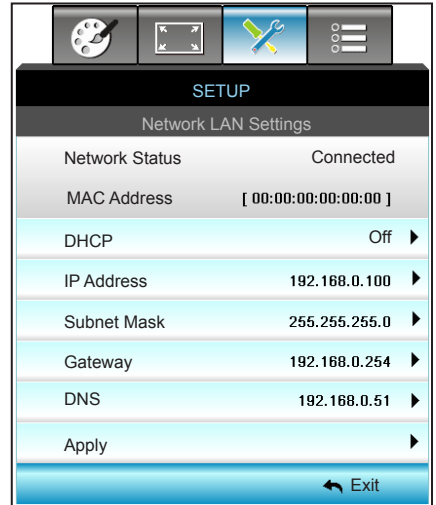 SETUP
Network LAN Settings
Network Status Connected
MAC Address [ 00:00:00:00:00:00 ]
DHCP Off
IP Address 192.168.0.100
Subnet Mask 255.255.255.0
Gateway 192.168.0.254
DNS 192.168.0.51
Apply
Exit